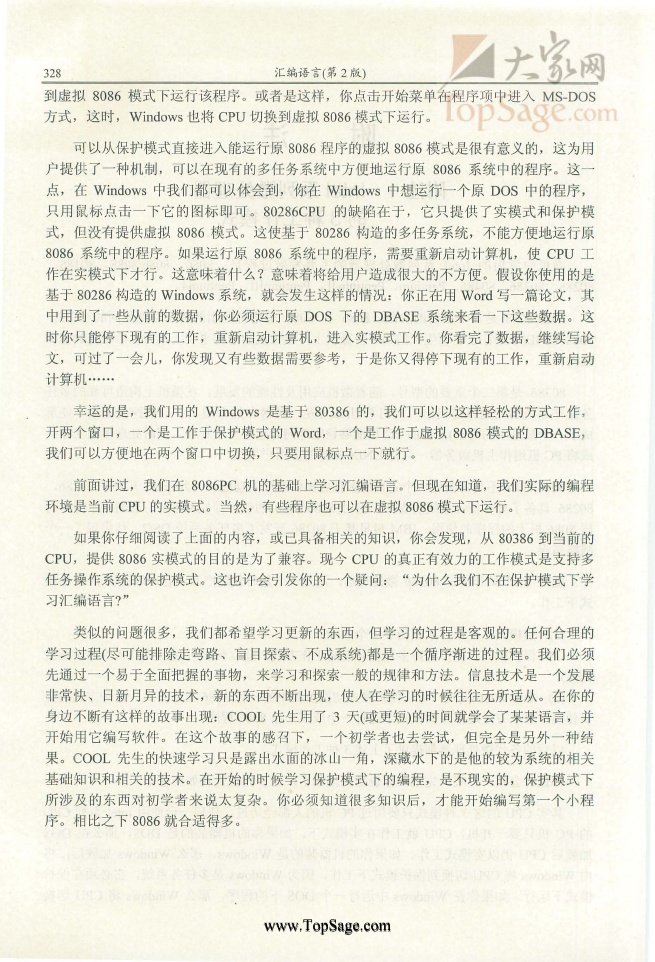 大家网
TopSage.com
328 汇编语言(第 2 版)
到虚拟 8086 模式下运行该程序。或者是这样，你点击开始菜单在程序项中进入 MS-DOS
方式，这时，Windows 也将 CPU 切换到虚拟 8086 模式下运行。
可以从保护模式直接进入能运行原 8086 程序的虚拟 8086 模式是很有意义的，这为用
户提供了一种机制，可以在现有的多任务系统中方便地运行原 8086 系统中的程序。这一
点，在 Windows 中我们都可以体会到，你在 Windows 中想运行一个原 DOS 中的程序，
只用鼠标点击一下它的图标即可。80286CPU 的缺陷在于，它只提供了实模式和保护模
式，但没有提供虚拟 8086 模式。这使基于 80286 构造的多任务系统，不能方便地运行原
8086 系统中的程序。如果运行原 8086 系统中的程序，需要重新启动计算机，使 CPU 工
作在实模式下才行。这意味着什么？意味着将给用户造成很大的不方便。假设你使用的是
基于 80286 构造的 Windows 系统，就会发生这样的情况：你正在用 Word 写一篇论文，其
中用到了一些从前的数据，你必须运行原 DOS 下的 DBASE 系统来看一下这些数据。这
时你只能停下现有的工作，重新启动计算机，进入实模式工作。你看完了数据，继续写论
文，可过了一会儿，你发现又有些数据需要参考，于是你又得停下现有的工作，重新启动
计算机……
幸运的是，我们用的 Windows 是基于 80386 的，我们可以以这样轻松的方式工作，
开两个窗口，一个是工作于保护模式的 Word，一个是工作于虚拟 8086 模式的 DBASE，
我们可以方便地在两个窗口中切换，只要用鼠标点一下就行。
前面讲过，我们在 8086PC 机的基础上学习汇编语言。但现在知道，我们实际的编程
环境是当前 CPU 的实模式。当然，有些程序也可以在虚拟 8086 模式下运行。
如果你仔细阅读了上面的内容，或已具备相关的知识，你会发现，从 80386 到当前的
CPU，提供 8086 实模式的目的是为了兼容。现今 CPU 的真正有效力的工作模式是支持多
任务操作系统的保护模式。这也许会引发你的一个疑问：“为什么我们不在保护模式下学
习汇编语言?”
类似的问题很多，我们都希望学习更新的东西，但学习的过程是客观的。任何合理的
学习过程(尽可能排除走弯路、盲目探索、不成系统)都是一个循序渐进的过程。我们必须
先通过一个易于全面把握的事物，来学习和探索一般的规律和方法。信息技术是一个发展
非常快、日新月异的技术，新的东西不断出现，使人在学习的时候往往无所适从。在你的
身边不断有这样的故事出现：COOL 先生用了 3 天(或更短)的时间就学会了某某语言，并
开始用它编写软件。在这个故事的感召下，一个初学者也去尝试，但完全是另外一种结
果。COOL 先生的快速学习只是露出水面的冰山一角，深藏水下的是他的较为系统的相关
基础知识和相关的技术。在开始的时候学习保护模式下的编程，是不现实的，保护模式下
所涉及的东西对初学者来说太复杂。你必须知道很多知识后，才能开始编写第一个小程
序。相比之下 8086 就合适得多。
www.TopSage.com